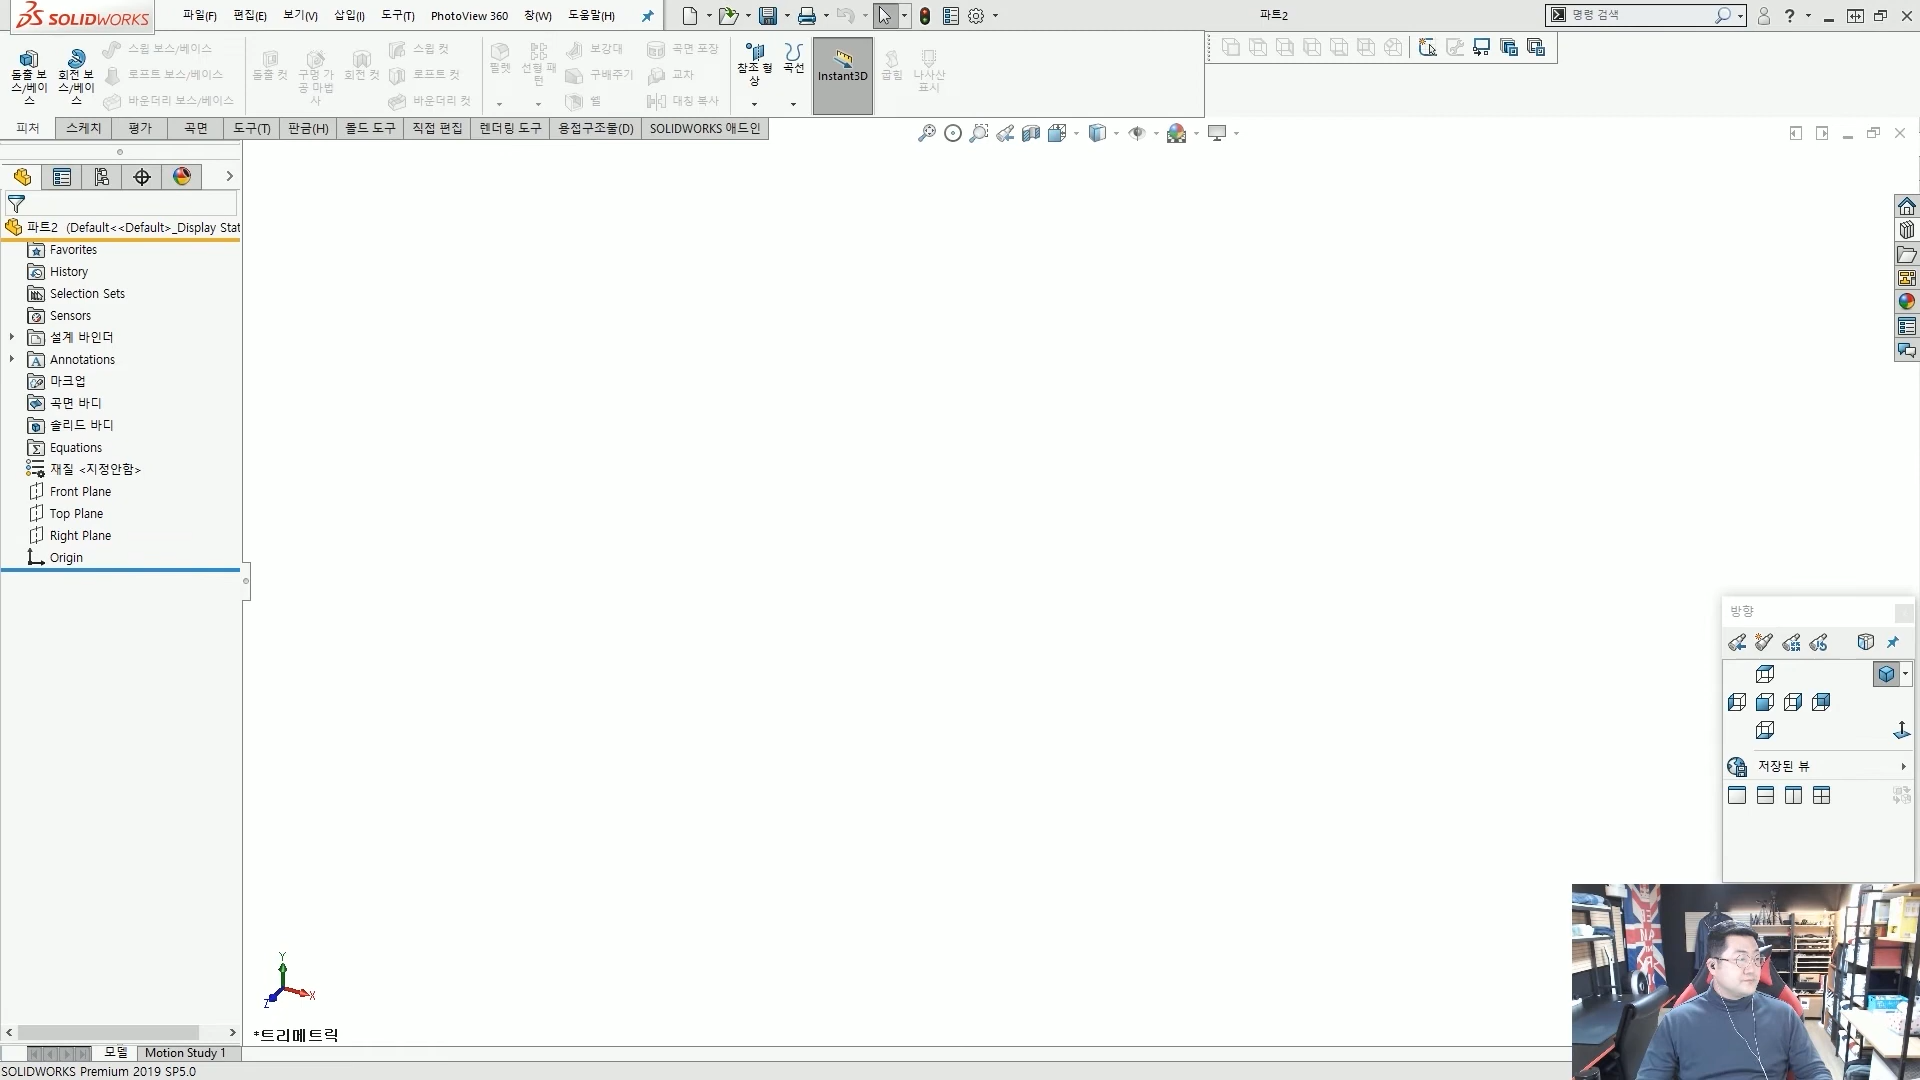 SOLIDWORKS
파일(F) 편집(E) 보기(V) 삽입(I) 도구(T) PhotoView 360 창(W) 도움말(H)
파트2
명령 검색
돌출 보스/베이스
회전 보스/베이스
스윕 보스/베이스
로프트 보스/베이스
바운더리 보스/베이스
돌출 컷
구멍 가공 마법사
회전 컷
스윕 컷
로프트 컷
바운더리 컷
필렛
선형 패턴
보강대
구배주기
쉘
곡면 포장
교차
대칭 복사
참조 형상
곡선
Instant3D
굽힘
나사산 표시
피처 스케치 평가 곡면 도구(T) 판금(H) 몰드 도구 직접 편집 렌더링 도구 용접구조물(D) SOLIDWORKS 애드인
파트2 (Default<<Default>_Display Stat
Favorites
History
Selection Sets
Sensors
설계 바인더
Annotations
마크업
곡면 바디
솔리드 바디
Equations
재질 <지정안함>
Front Plane
Top Plane
Right Plane
Origin
방향
저장된 뷰
Y
Z
X
*트리메트릭
모델 Motion Study 1
SOLIDWORKS Premium 2019 SP5.0